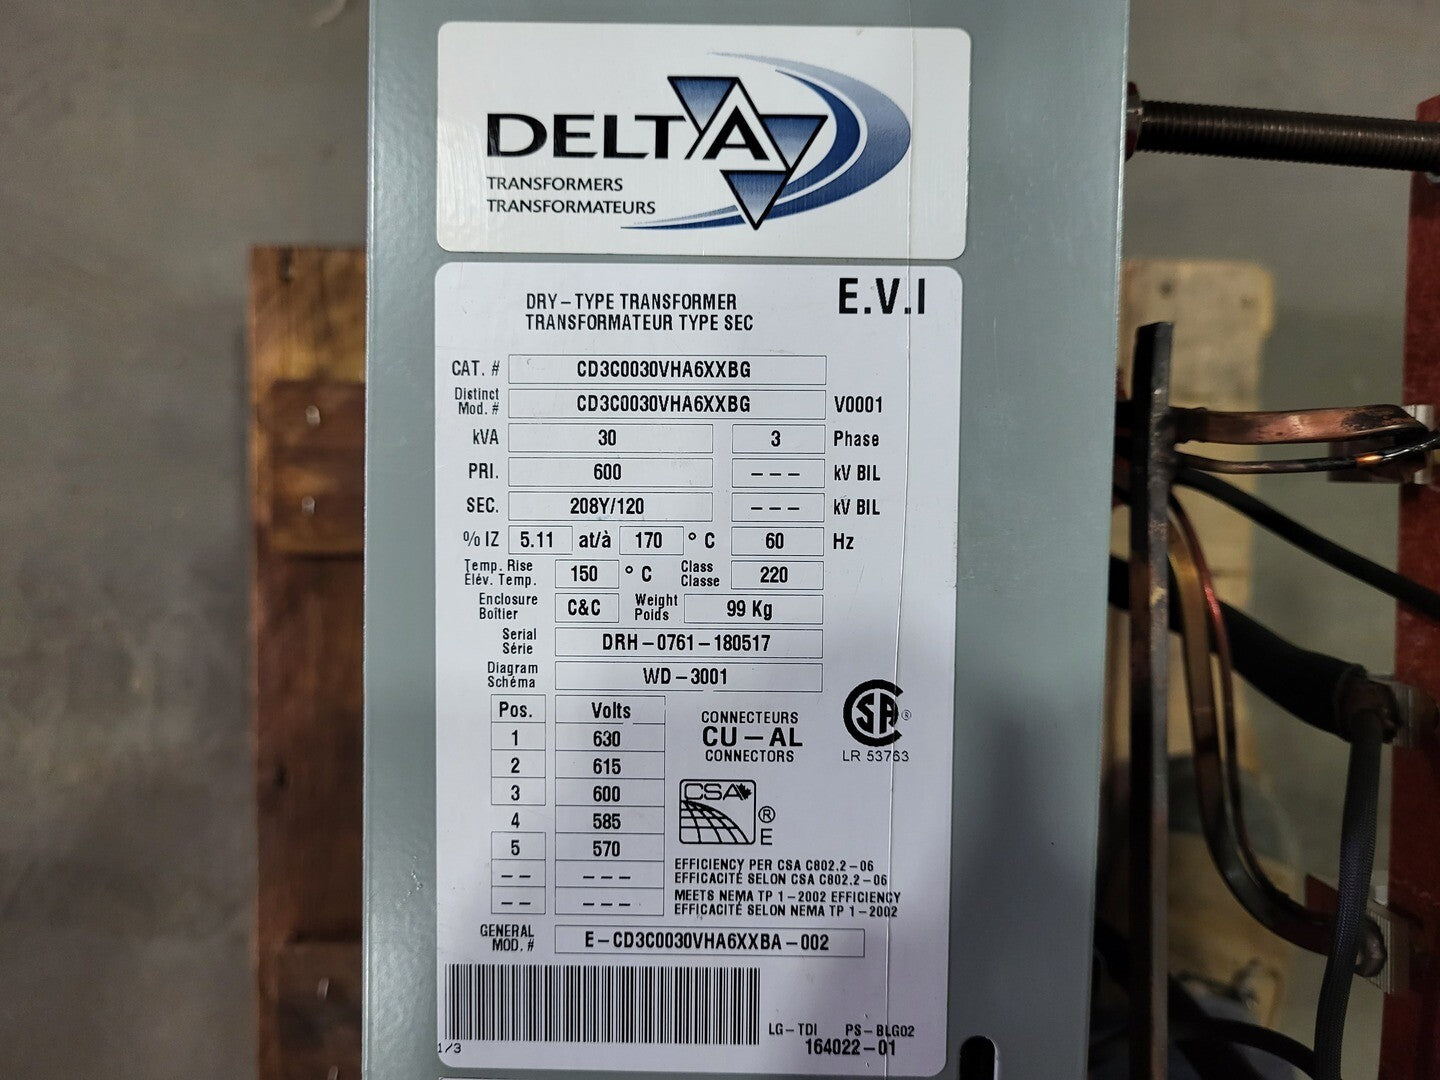 DELTA
TRANSFORMERS
TRANSFORMATEURS
DRY-TYPE TRANSFORMER
TRANSFORMATEUR TYPE SEC
E.V.I
CAT. # CD3C0030VHA6XXBG
Distinct Mod. # CD3C0030VHA6XXBG V0001
kVA 30 3 Phase
PRI. 600 --- kV BIL
SEC. 208Y/120 --- kV BIL
% IZ 5.11 at/à 170 ° C 60 Hz
Temp. Rise Élév. Temp. 150 ° C Class Classe 220
Enclosure Boîtier C&C Weight Poids 99 Kg
Serial Série DRH-0761-180517
Diagram Schéma WD-3001
Pos. Volts
1 630
2 615
3 600
4 585
5 570
-- ---
-- ---
CONNECTEURS
CU-AL
CONNECTORS
CSA ®
LR 53763
CSA ® E
EFFICIENCY PER CSA C802.2-06
EFFICACITÉ SELON CSA C802.2-06
MEETS NEMA TP 1-2002 EFFICIENCY
EFFICACITÉ SELON NEMA TP 1-2002
GENERAL MOD. # E-CD3C0030VHA6XXBA-002
LG-TDI PS-BLG02
1/3 164022-01